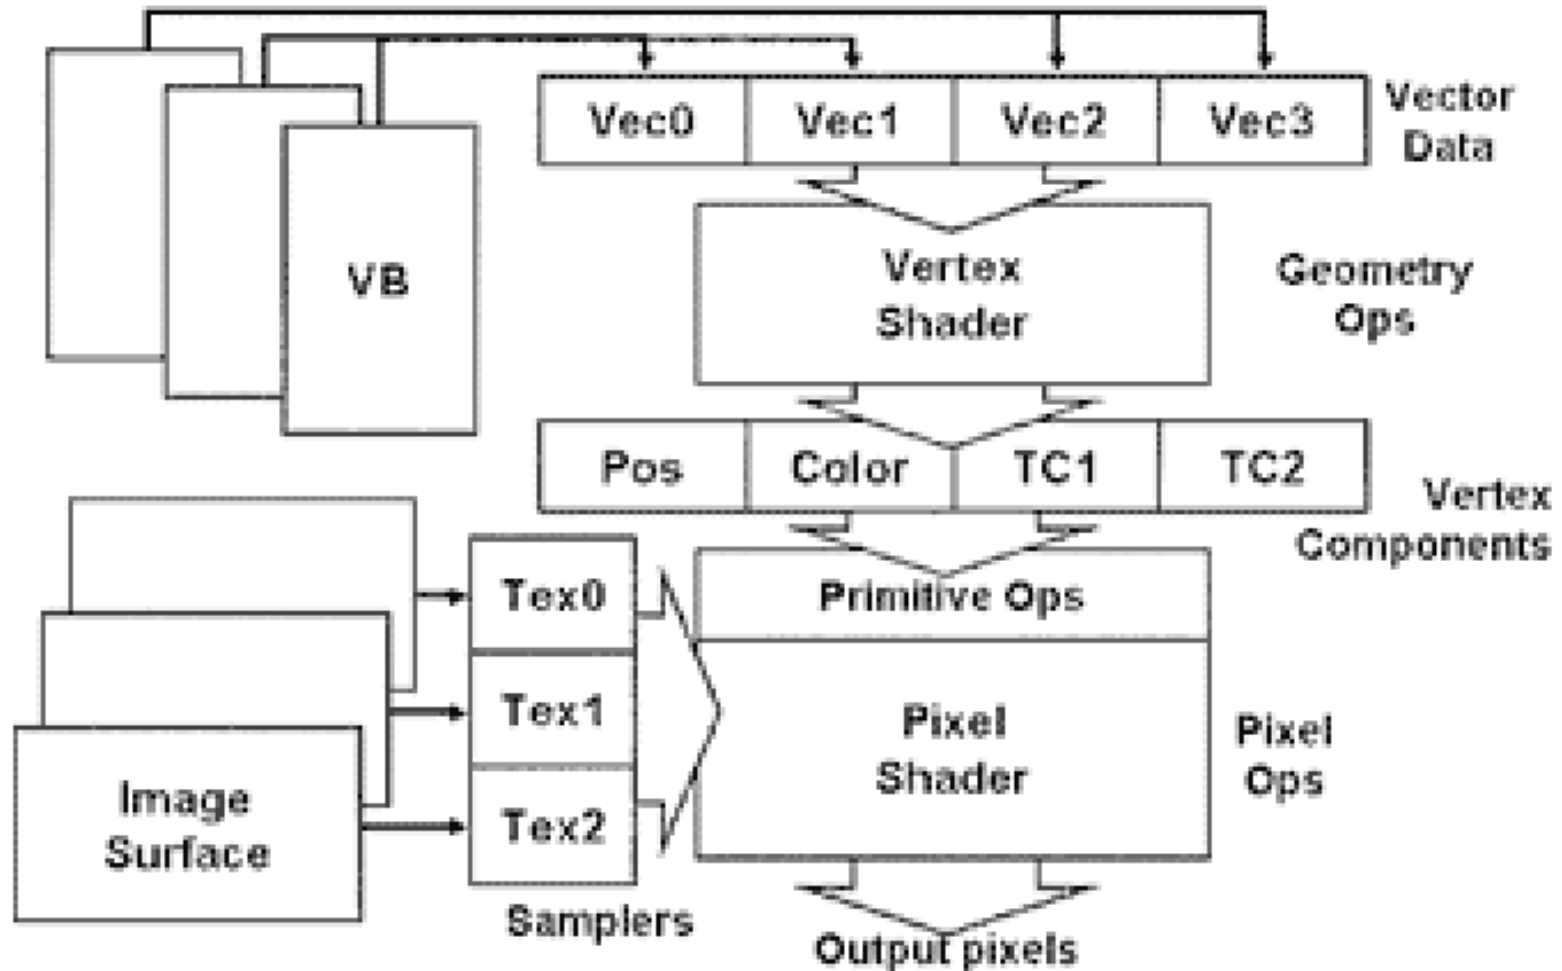 Vec0 Vec1 Vec2 Vec3
Vector
Data
VB
Vertex
Shader
Geometry
Ops
Pos Color TC1 TC2
Vertex
Components
Tex0
Tex1
Tex2
Samplers
Primitive Ops
Pixel
Shader
Pixel
Ops
Image
Surface
Output pixels